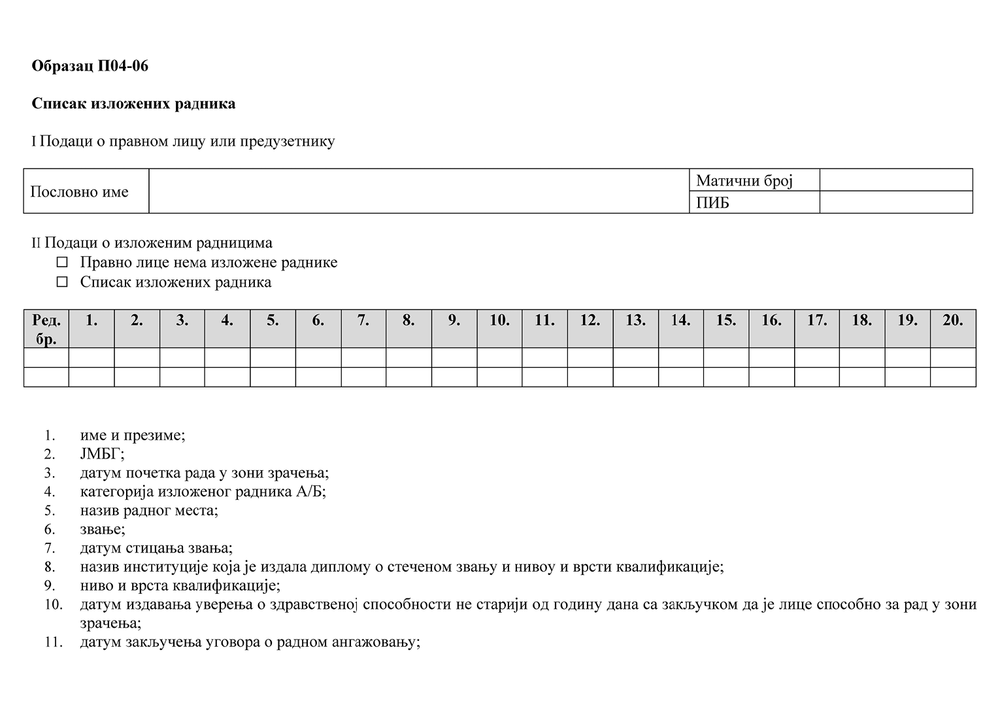 Образац П04-06
Списак изложених радника
I Подаци о правном лицу или предузетнику
Пословно име
Матични број
ПИБ
II Подаци о изложеним радницима
☐ Правно лице нема изложене раднике
☐ Списак изложених радника
Ред. 1. 2. 3. 4. 5. 6. 7. 8. 9. 10. 11. 12. 13. 14. 15. 16. 17. 18. 19. 20.
бр.
1. име и презиме;
2. ЈМБГ;
3. датум почетка рада у зони зрачења;
4. категорија изложеног радника А/Б;
5. назив радног места;
6. звање;
7. датум стицања звања;
8. назив институције која је издала диплому о стеченом звању и нивоу и врсти квалификације;
9. ниво и врста квалификације;
10. датум издавања уверења о здравственој способности не старији од годину дана са закључком да је лице способно за рад у зони
зрачења;
11. датум закључења уговора о радном ангажовању;